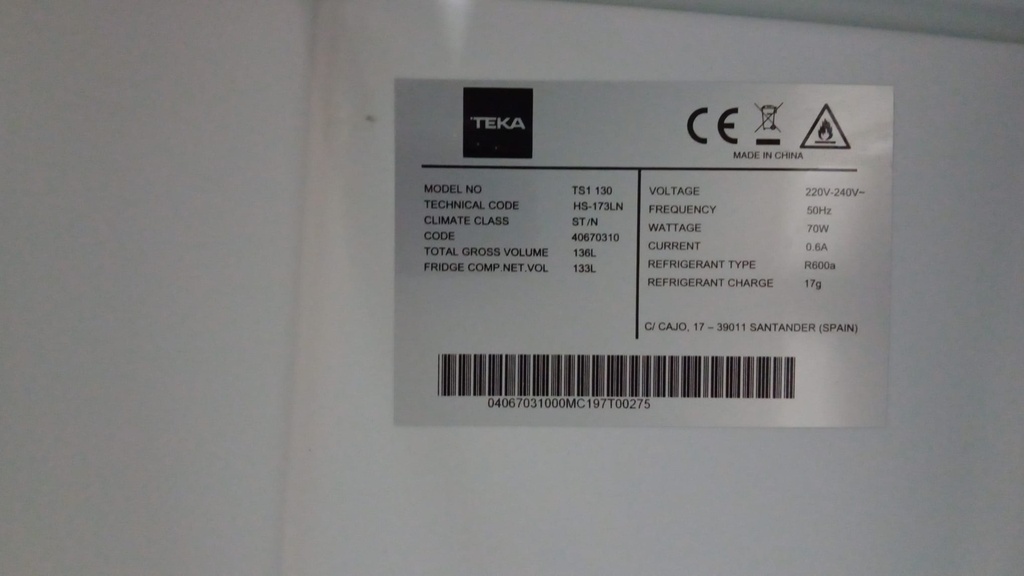 TEKA
CE
MADE IN CHINA
MODEL NO TS1 130
TECHNICAL CODE HS-173LN
CLIMATE CLASS ST/N
CODE 40670310
TOTAL GROSS VOLUME 136L
FRIDGE COMP.NET.VOL 133L
VOLTAGE 220V-240V~
FREQUENCY 50Hz
WATTAGE 70W
CURRENT 0.6A
REFRIGERANT TYPE R600a
REFRIGERANT CHARGE 17g
C/ CAJO, 17 – 39011 SANTANDER (SPAIN)
04067031000MC197T00275